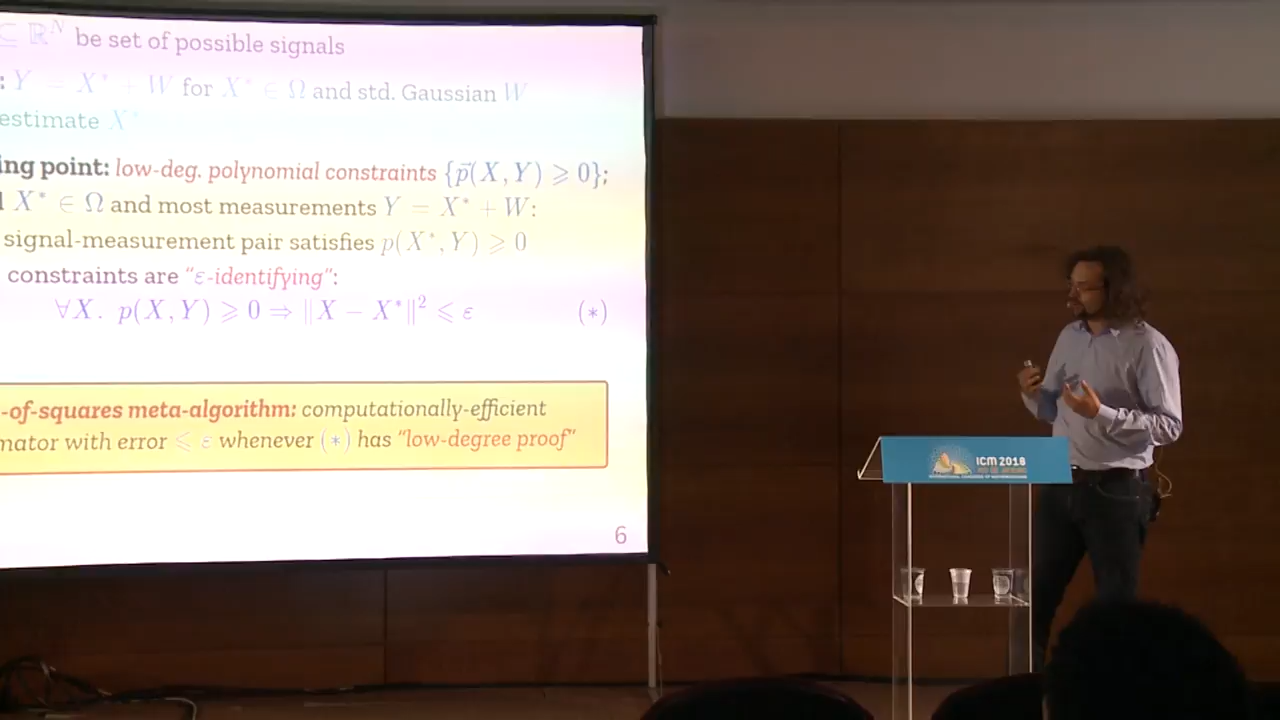 ⊆ ℝ^N be set of possible signals
: Y = X* + W for X* ∈ Ω and std. Gaussian W
estimate X*
ing point: low-deg. polynomial constraints {p⃗(X, Y) ⩾ 0};
X* ∈ Ω and most measurements Y = X* + W:
signal-measurement pair satisfies p(X*, Y) ⩾ 0
constraints are "ε-identifying":
∀X. p(X, Y) ⩾ 0 ⇒ ‖X − X*‖² ⩽ ε (∗)
-of-squares meta-algorithm: computationally-efficient
mator with error ⩽ ε whenever (∗) has "low-degree proof"
6
ICM 2018